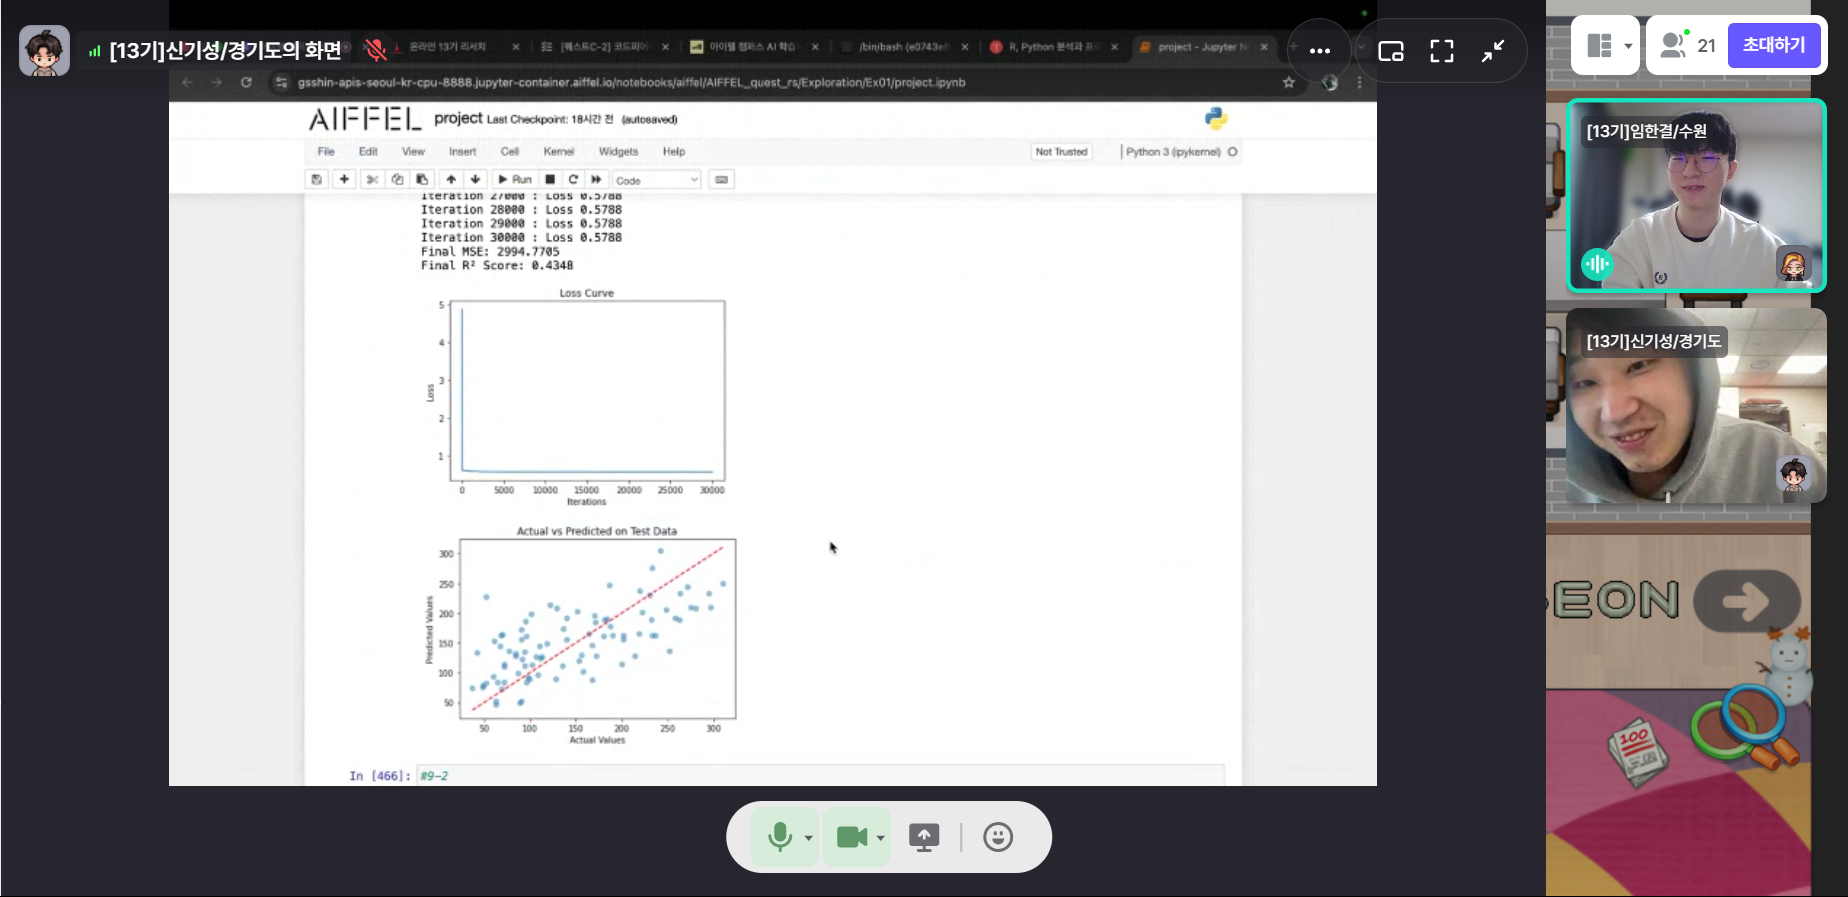 [13기]신기성/경기도의 화면
온라인 13기 리서치
[퀘스트C-2] 코드피어
아이펠 캠퍼스 AI 학습
/bin/bash (e0743e
R, Python 분석과 프
project - Jupyter N
21
초대하기
gsshin-apis-seoul-kr-cpu-8888.jupyter-container.aiffel.io/notebooks/aiffel/AIFFEL_quest_rs/Exploration/Ex01/project.ipynb
AIFFEL project Last Checkpoint: 18시간 전 (autosaved)
File Edit View Insert Cell Kernel Widgets Help
Not Trusted
Python 3 (ipykernel)
Run
Code
Iteration 27000 : Loss 0.5788
Iteration 28000 : Loss 0.5788
Iteration 29000 : Loss 0.5788
Iteration 30000 : Loss 0.5788
Final MSE: 2994.7705
Final R² Score: 0.4348
Loss Curve
5
4
3
2
1
Loss
0 5000 10000 15000 20000 25000 30000
Iterations
Actual vs Predicted on Test Data
300
250
200
150
100
50
Predicted Values
50 100 150 200 250 300
Actual Values
In [466]: #9-2
[13기]임한결/수원
[13기]신기성/경기도
EON
100